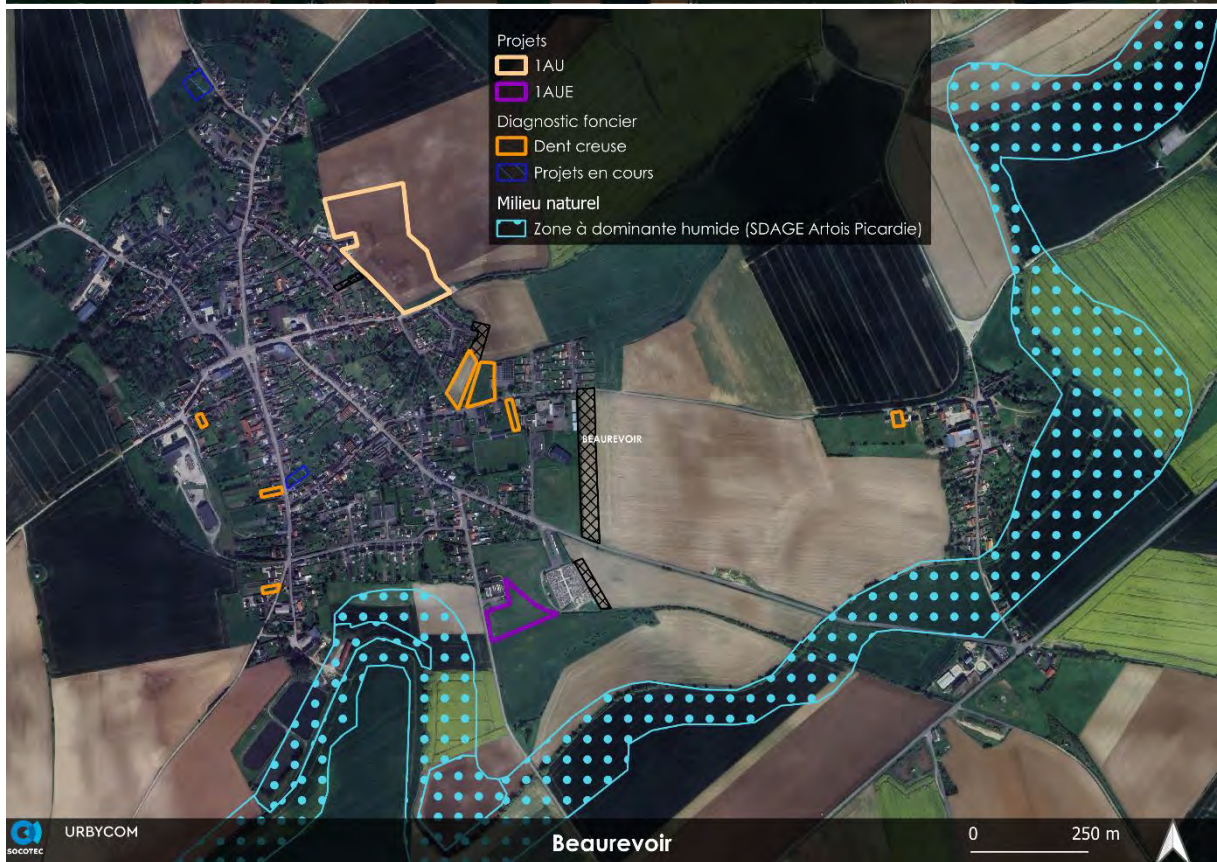 Projets
1AU
1AUE
Diagnostic foncier
Dent creuse
Projets en cours
Milieu naturel
Zone à dominante humide (SDAGE Artois Picardie)
BEAUREVOIR
SOCOTEC
URBYCOM
Beaurevoir
0 250 m